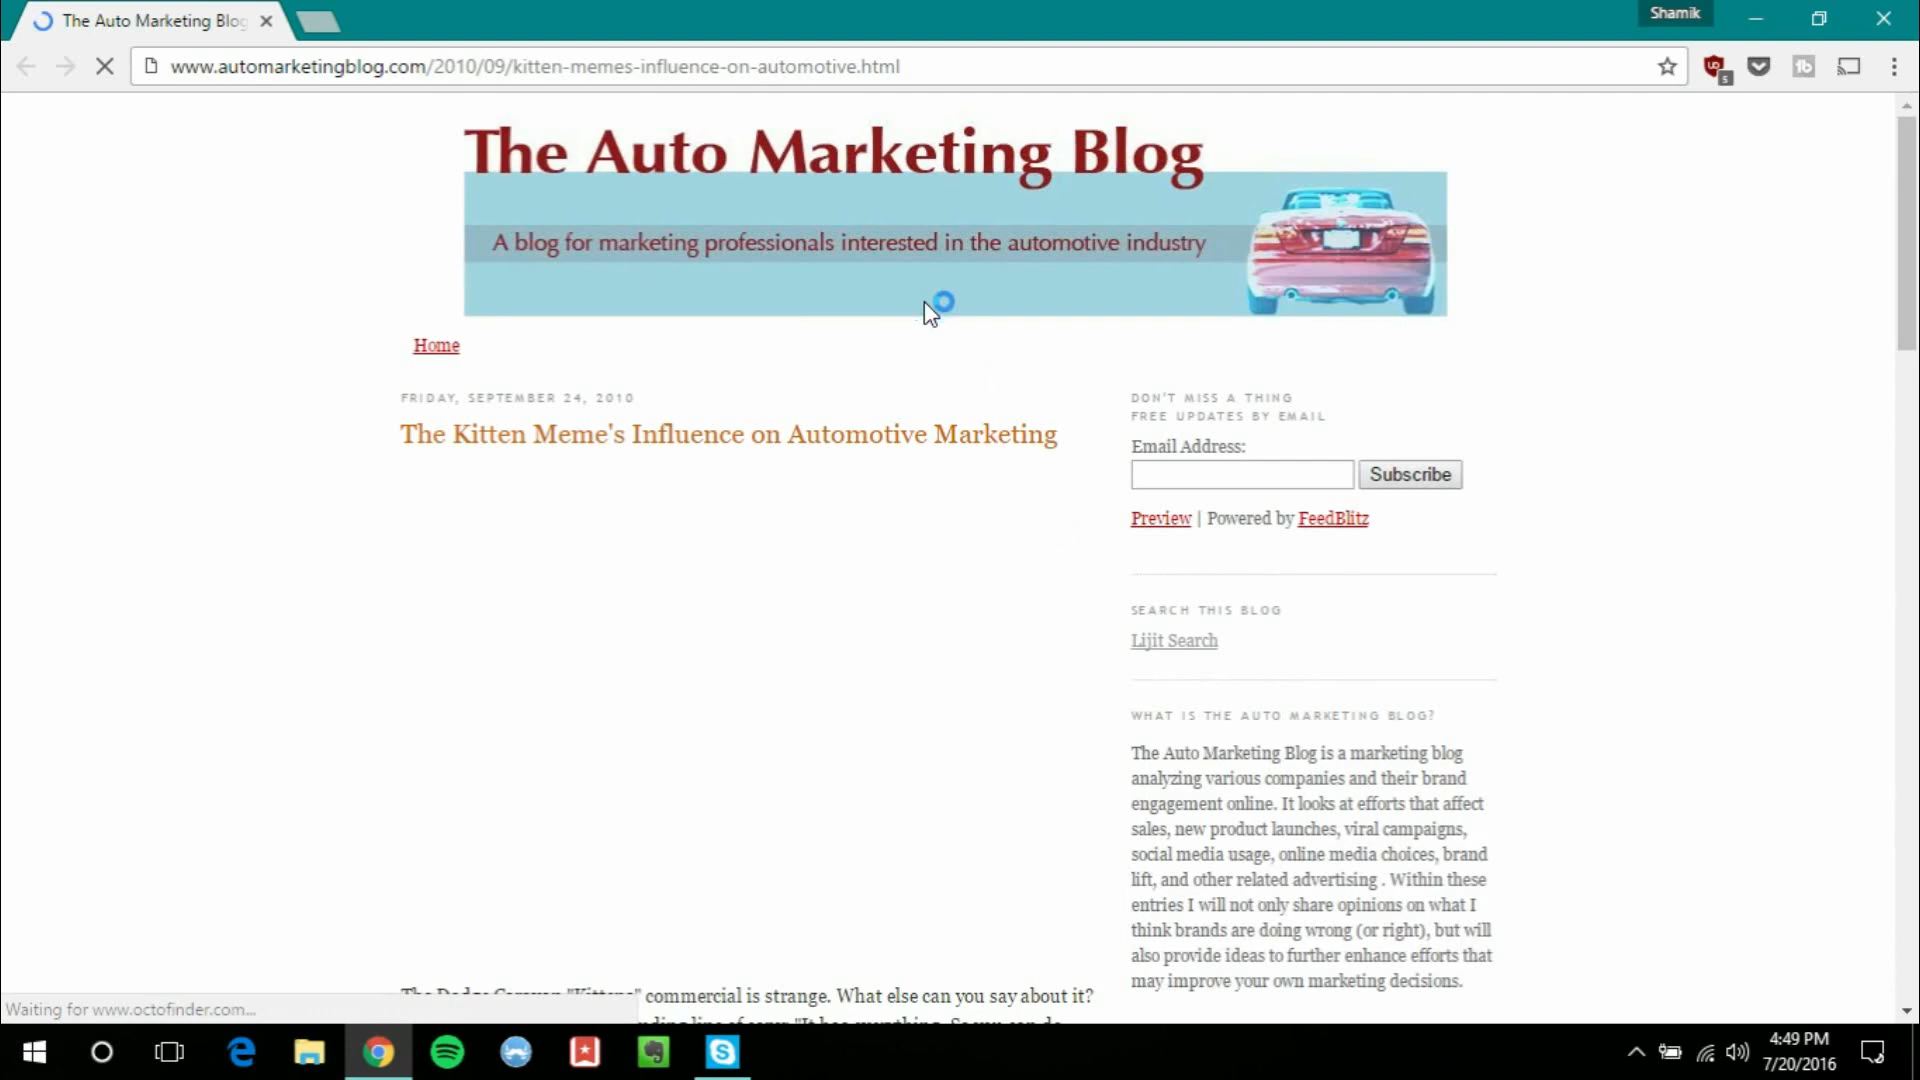 The Auto Marketing Blog
Shamik
www.automarketingblog.com/2010/09/kitten-memes-influence-on-automotive.html
The Auto Marketing Blog
A blog for marketing professionals interested in the automotive industry
Home
FRIDAY, SEPTEMBER 24, 2010
The Kitten Meme's Influence on Automotive Marketing
The Dodge Caravan "Kittens" commercial is strange. What else can you say about it?
DON'T MISS A THING
FREE UPDATES BY EMAIL
Email Address:
Subscribe
Preview | Powered by FeedBlitz
SEARCH THIS BLOG
Lijit Search
WHAT IS THE AUTO MARKETING BLOG?
The Auto Marketing Blog is a marketing blog
analyzing various companies and their brand
engagement online. It looks at efforts that affect
sales, new product launches, viral campaigns,
social media usage, online media choices, brand
lift, and other related advertising . Within these
entries I will not only share opinions on what I
think brands are doing wrong (or right), but will
also provide ideas to further enhance efforts that
may improve your own marketing decisions.
Waiting for www.octofinder.com...
4:49 PM
7/20/2016